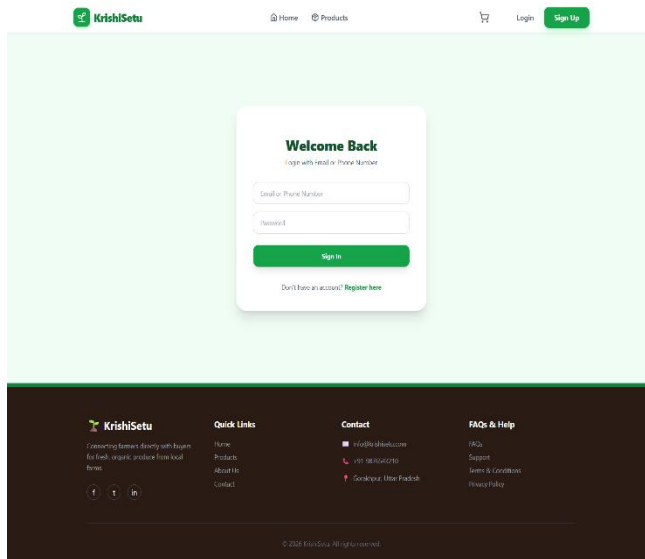 KrishiSetu
Home
Products
Login
Sign Up
Welcome Back
Login with Email or Phone Number
Email or Phone Number
Password
Sign In
Don't have an account? Register here
KrishiSetu
Connecting farmers directly with buyers
for fresh, organic produce from local
farms
f t in
Quick Links
Home
Products
About Us
Contact
Contact
info@krishisetu.com
+91 9876543210
Gorakhpur, Uttar Pradesh
FAQs & Help
FAQs
Support
Terms & Conditions
Privacy Policy
© 2026 KrishiSetu. All rights reserved.